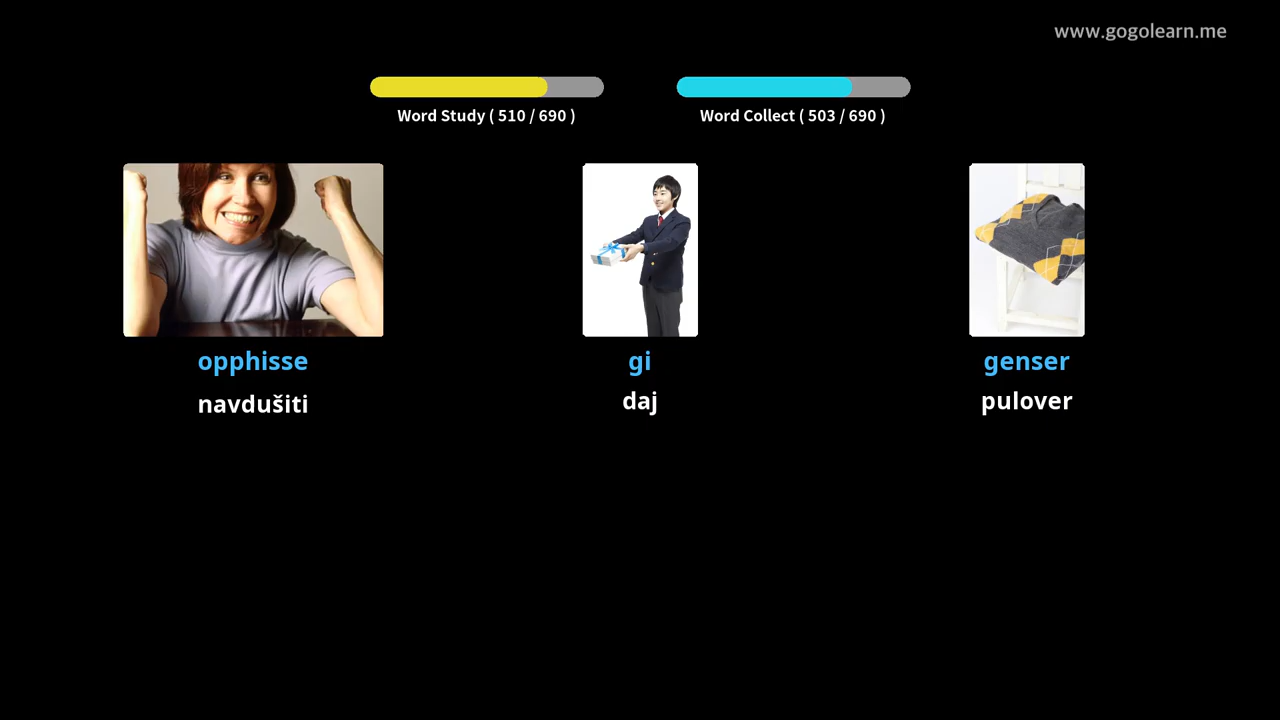 www.gogolearn.me
Word Study ( 510 / 690 )
Word Collect ( 503 / 690 )
opphisse
gi
genser
navdušiti
daj
pulover